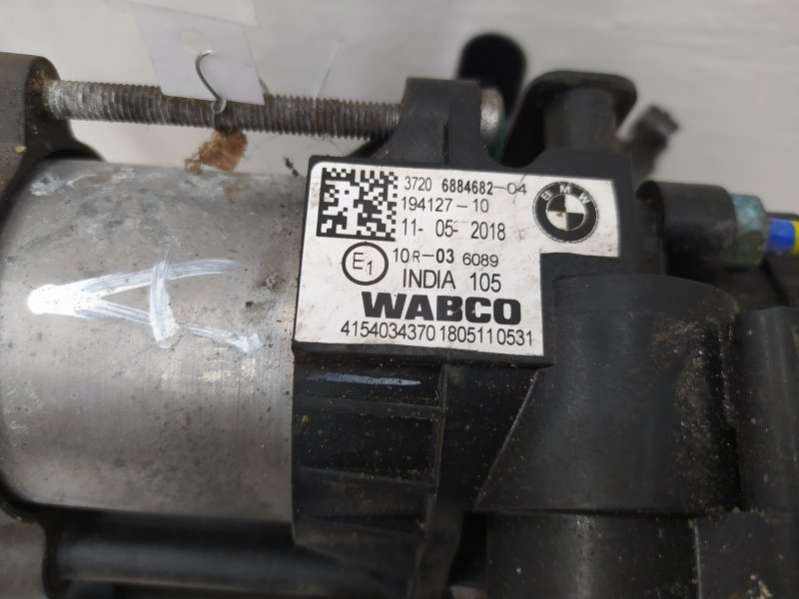 3720 6884682-04
194127-10
11-05-2018
BMW
E1 10R-03 6089
INDIA 105
WABCO
4154034370 1805110531
A